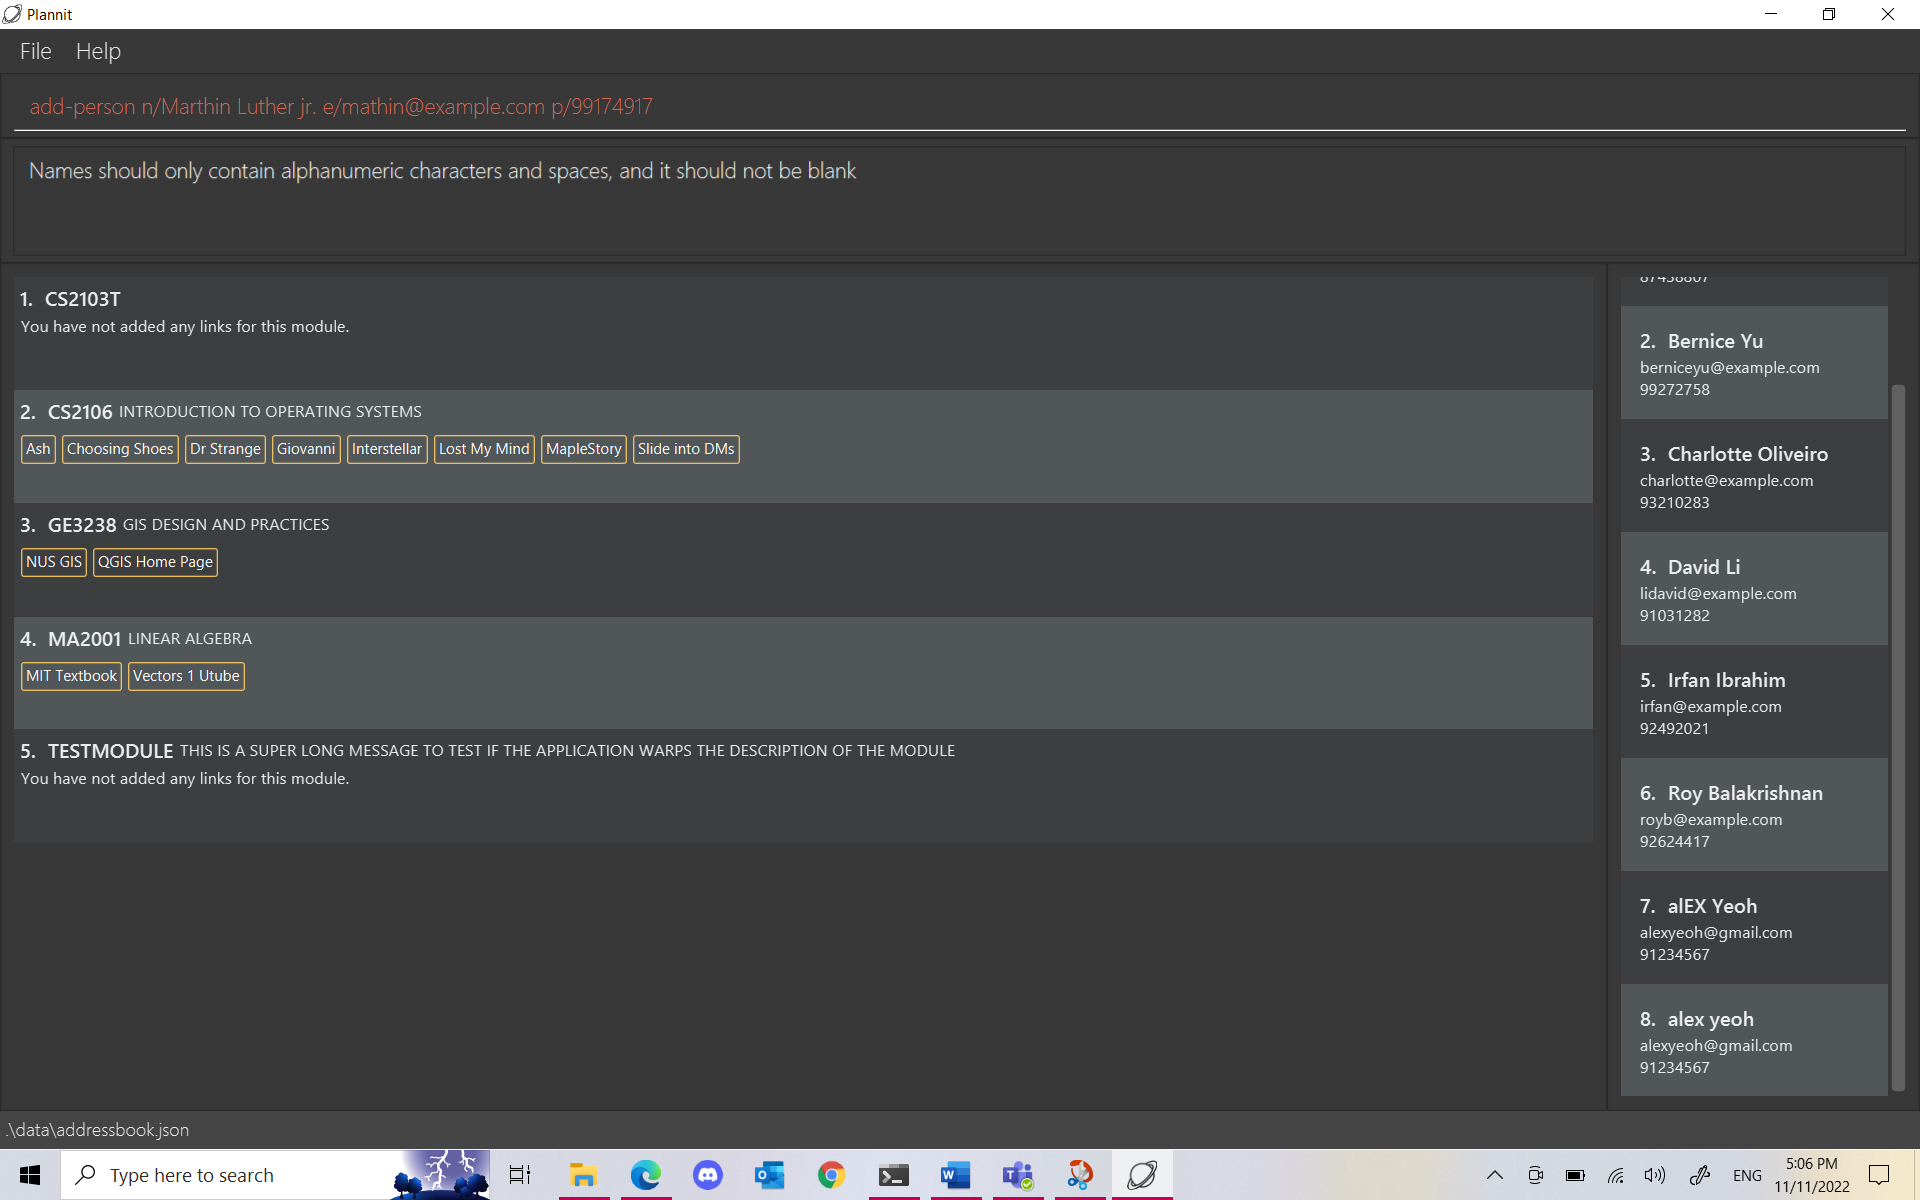 Plannit
File Help
add-person n/Marthin Luther jr. e/mathin@example.com p/99174917
Names should only contain alphanumeric characters and spaces, and it should not be blank
1. CS2103T
You have not added any links for this module.
2. CS2106 INTRODUCTION TO OPERATING SYSTEMS
Ash Choosing Shoes Dr Strange Giovanni Interstellar Lost My Mind MapleStory Slide into DMs
3. GE3238 GIS DESIGN AND PRACTICES
NUS GIS QGIS Home Page
4. MA2001 LINEAR ALGEBRA
MIT Textbook Vectors 1 Utube
5. TESTMODULE THIS IS A SUPER LONG MESSAGE TO TEST IF THE APPLICATION WARPS THE DESCRIPTION OF THE MODULE
You have not added any links for this module.
2. Bernice Yu
berniceyu@example.com
99272758
3. Charlotte Oliveiro
charlotte@example.com
93210283
4. David Li
lidavid@example.com
91031282
5. Irfan Ibrahim
irfan@example.com
92492021
6. Roy Balakrishnan
royb@example.com
92624417
7. alEX Yeoh
alexyeoh@gmail.com
91234567
8. alex yeoh
alexyeoh@gmail.com
91234567
.\data\addressbook.json
Type here to search
ENG
5:06 PM
11/11/2022